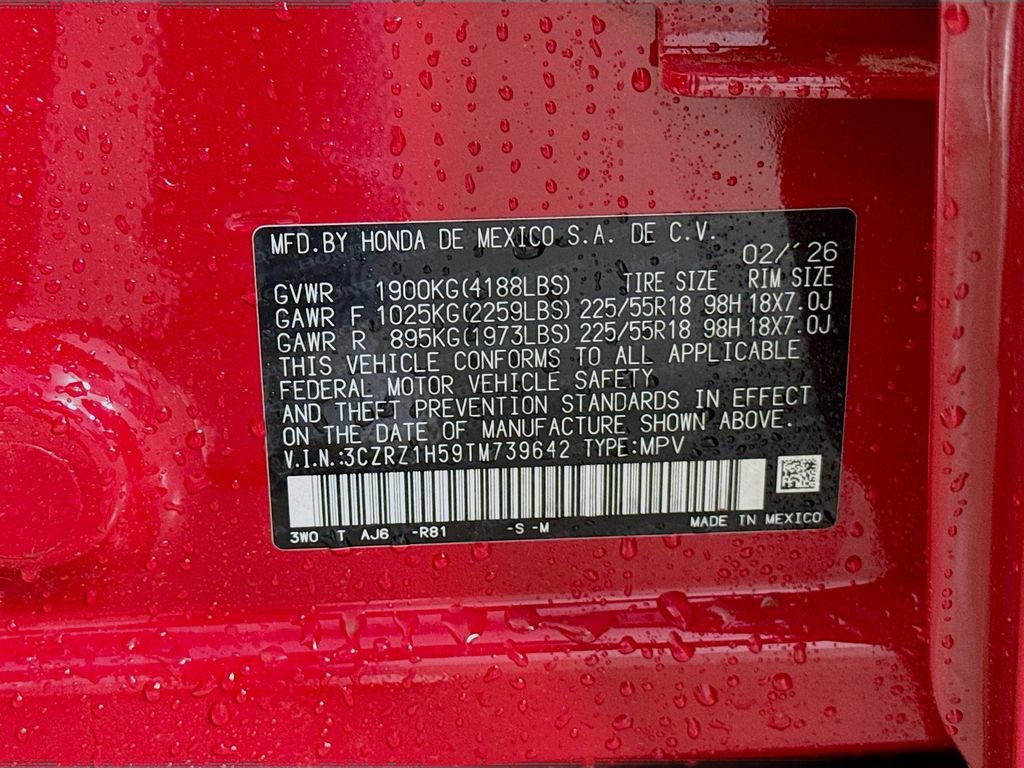 MFD.BY HONDA DE MEXICO S.A. DE C.V.
02/'26
GVWR 1900KG(4188LBS) TIRE SIZE RIM SIZE
GAWR F 1025KG(2259LBS) 225/55R18 98H 18X7.0J
GAWR R 895KG(1973LBS) 225/55R18 98H 18X7.0J
THIS VEHICLE CONFORMS TO ALL APPLICABLE
FEDERAL MOTOR VEHICLE SAFETY
AND THEFT PREVENTION STANDARDS IN EFFECT
ON THE DATE OF MANUFACTURE SHOWN ABOVE.
V.I.N.:3CZRZ1H59TM739642 TYPE:MPV
3WO T AJ6 -R81 -S -M MADE IN MEXICO